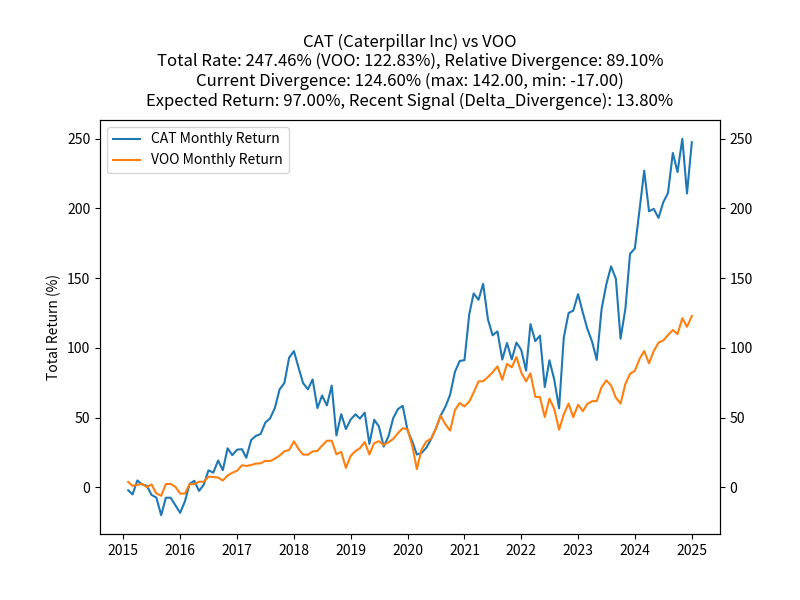 CAT (Caterpillar Inc) vs VOO
Total Rate: 247.46% (VOO: 122.83%), Relative Divergence: 89.10%
Current Divergence: 124.60% (max: 142.00, min: -17.00)
Expected Return: 97.00%, Recent Signal (Delta_Divergence): 13.80%
CAT Monthly Return
VOO Monthly Return
Total Return (%)
250
200
150
100
50
0
250
200
150
100
50
0
2015 2016 2017 2018 2019 2020 2021 2022 2023 2024 2025